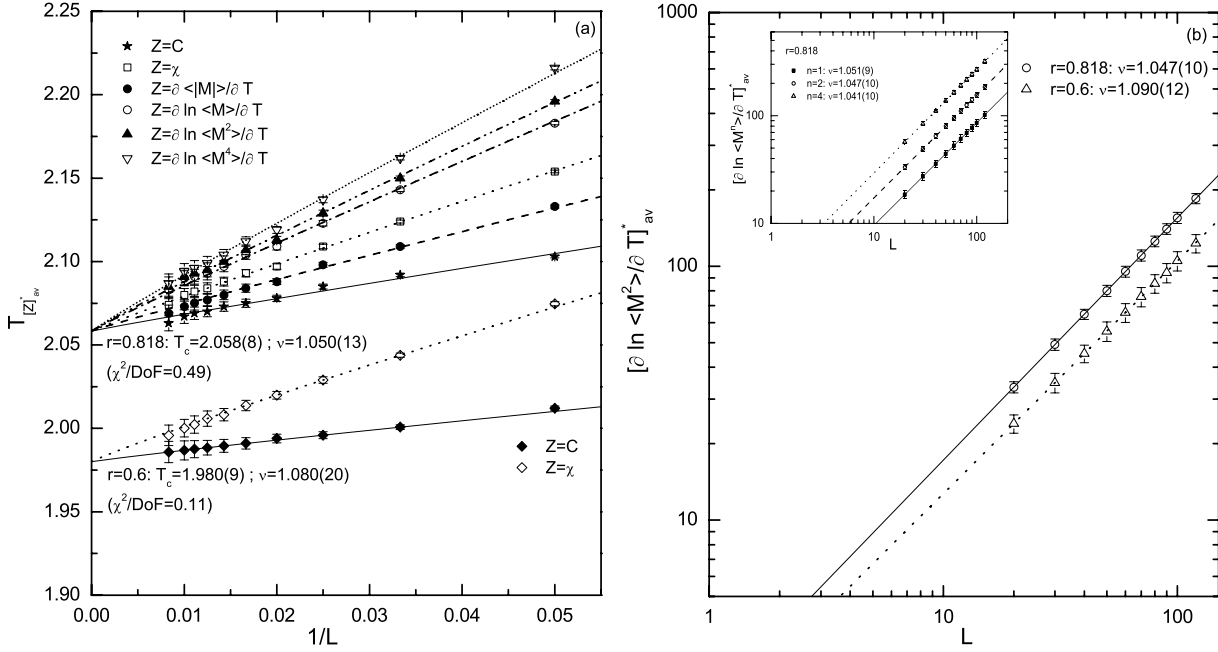 (a)
Z=C
Z=χ
Z=∂ <|M|>/∂ T
Z=∂ ln <M>/∂ T
Z=∂ ln <M²>/∂ T
Z=∂ ln <M⁴>/∂ T
2.25
2.20
2.15
2.10
2.05
2.00
1.95
1.90
T[Z]*av
r=0.818: Tc=2.058(8) ; ν=1.050(13)
(χ²/DoF=0.49)
Z=C
Z=χ
r=0.6: Tc=1.980(9) ; ν=1.080(20)
(χ²/DoF=0.11)
0.00 0.01 0.02 0.03 0.04 0.05
1/L
(b)
r=0.818: ν=1.047(10)
r=0.6: ν=1.090(12)
1000
100
10
[∂ ln <M²>/∂ T]*av
1 10 100
L
r=0.818
n=1: ν=1.051(9)
n=2: ν=1.047(10)
n=4: ν=1.041(10)
100
10
[∂ ln <Mⁿ>/∂ T]*av
1 10 100
L